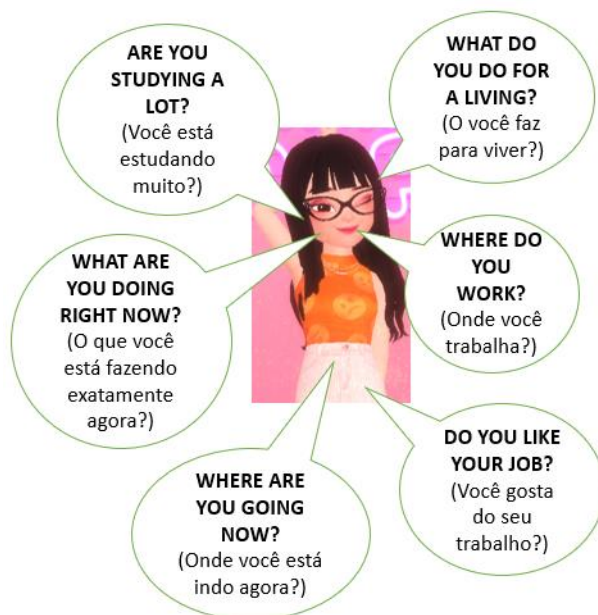 ARE YOU
STUDYING A
LOT?
(Você está
estudando
muito?)
WHAT DO
YOU DO FOR
A LIVING?
(O você faz
para viver?)
WHAT ARE
YOU DOING
RIGHT NOW?
(O que você
está fazendo
exatamente
agora?)
WHERE DO
YOU
WORK?
(Onde você
trabalha?)
WHERE ARE
YOU GOING
NOW?
(Onde você está
indo agora?)
DO YOU LIKE
YOUR JOB?
(Você gosta
do seu
trabalho?)